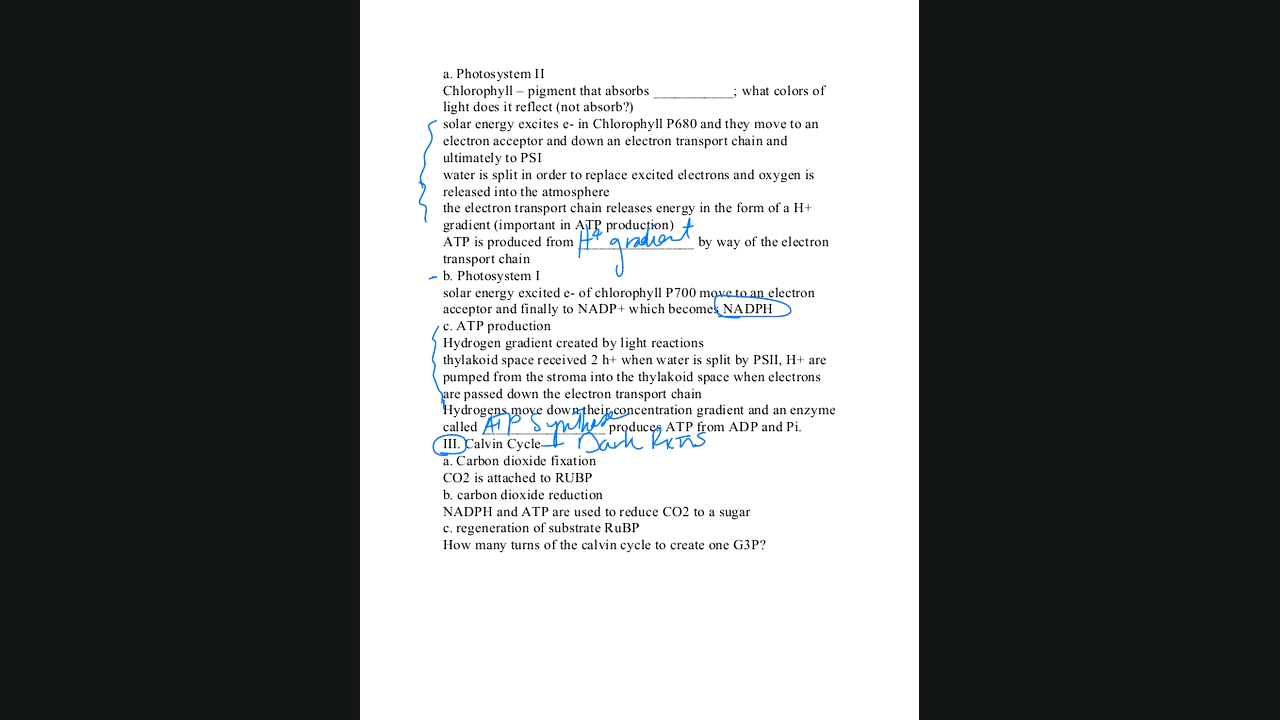 a. Photosystem II
Chlorophyll – pigment that absorbs ____________; what colors of
light does it reflect (not absorb?)
solar energy excites e- in Chlorophyll P680 and they move to an
electron acceptor and down an electron transport chain and
ultimately to PSI
water is split in order to replace excited electrons and oxygen is
released into the atmosphere
the electron transport chain releases energy in the form of a H+
gradient (important in ATP production)
ATP is produced from H+ gradient by way of the electron
transport chain
b. Photosystem I
solar energy excited e- of chlorophyll P700 move to an electron
acceptor and finally to NADP+ which becomes NADPH
c. ATP production
Hydrogen gradient created by light reactions
thylakoid space received 2 h+ when water is split by PSII, H+ are
pumped from the stroma into the thylakoid space when electrons
are passed down the electron transport chain
Hydrogens move down their concentration gradient and an enzyme
called ATP Synthase produces ATP from ADP and Pi.
III. Calvin Cycle Dark Rxtns
a. Carbon dioxide fixation
CO2 is attached to RUBP
b. carbon dioxide reduction
NADPH and ATP are used to reduce CO2 to a sugar
c. regeneration of substrate RuBP
How many turns of the calvin cycle to create one G3P?